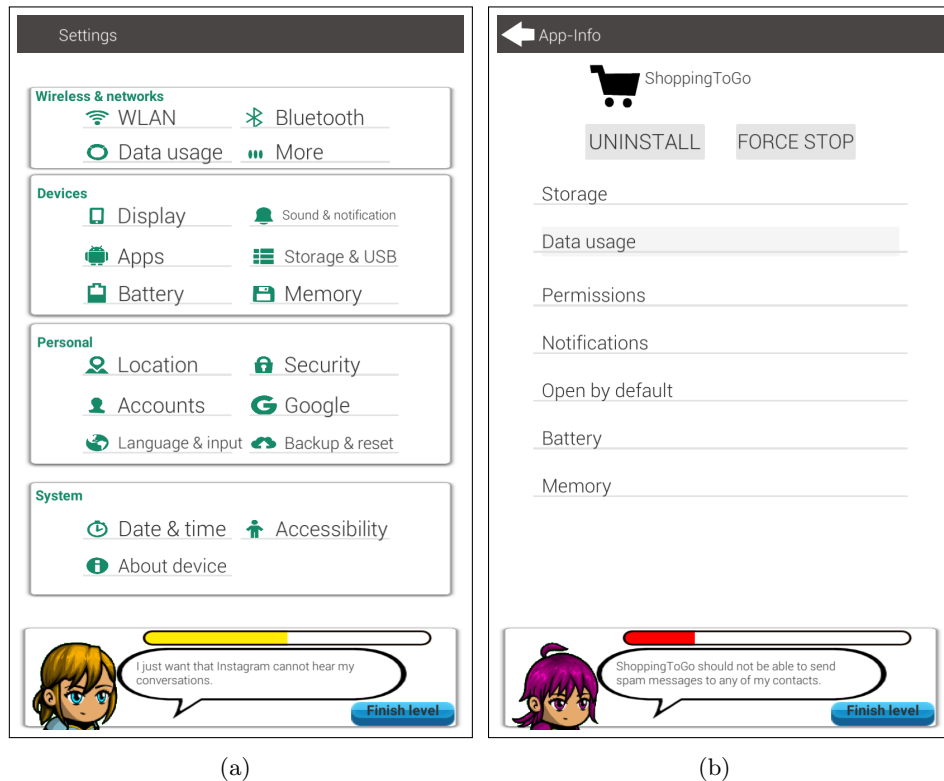 Settings
Wireless & networks
WLAN Bluetooth
Data usage More
Devices
Display Sound & notification
Apps Storage & USB
Battery Memory
Personal
Location Security
Accounts Google
Language & input Backup & reset
System
Date & time Accessibility
About device
I just want that Instagram cannot hear my
conversations.
Finish level
(a)
App-Info
ShoppingToGo
UNINSTALL FORCE STOP
Storage
Data usage
Permissions
Notifications
Open by default
Battery
Memory
ShoppingToGo should not be able to send
spam messages to any of my contacts.
Finish level
(b)